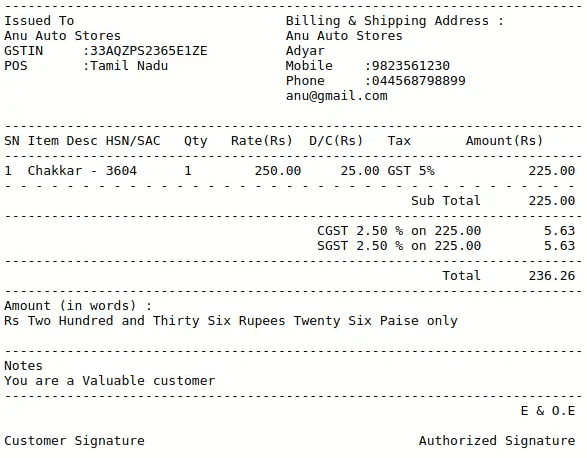 Issued To Billing & Shipping Address :
Anu Auto Stores Anu Auto Stores
GSTIN :33AQZPS2365E1ZE Adyar
POS :Tamil Nadu Mobile :9823561230
Phone :044568798899
anu@gmail.com
SN Item Desc HSN/SAC Qty Rate(Rs) D/C(Rs) Tax Amount(Rs)
1 Chakkar - 3604 1 250.00 25.00 GST 5% 225.00
Sub Total 225.00
CGST 2.50 % on 225.00 5.63
SGST 2.50 % on 225.00 5.63
Total 236.26
Amount (in words) :
Rs Two Hundred and Thirty Six Rupees Twenty Six Paise only
Notes
You are a Valuable customer
E & O.E
Customer Signature Authorized Signature